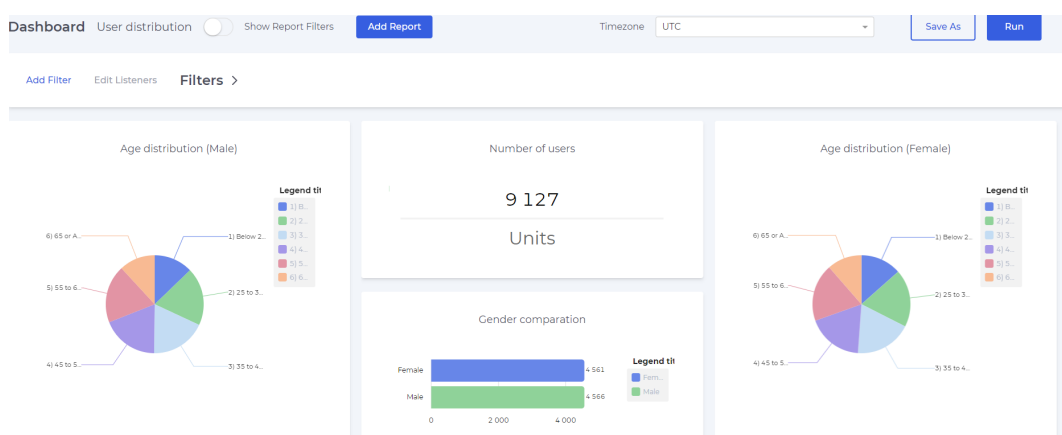 Dashboard User distribution Show Report Filters Add Report Timezone UTC Save As Run
Add Filter Edit Listeners Filters >
Age distribution (Male)
Legend tit
1) B...
2) 2...
3) 3...
4) 4...
5) 5...
6) 6...
6) 65 or A...
1) Below 2...
5) 55 to 6...
2) 25 to 3...
4) 45 to 5...
3) 35 to 4...
Number of users
9 127
Units
Gender comparation
Legend tit
Fem...
Male
Female 4 561
Male 4 566
0 2 000 4 000
Age distribution (Female)
Legend tit
1) B...
2) 2...
3) 3...
4) 4...
5) 5...
6) 6...
6) 65 or A...
1) Below 2...
5) 55 to 6...
2) 25 to 3...
4) 45 to 5...
3) 35 to 4...